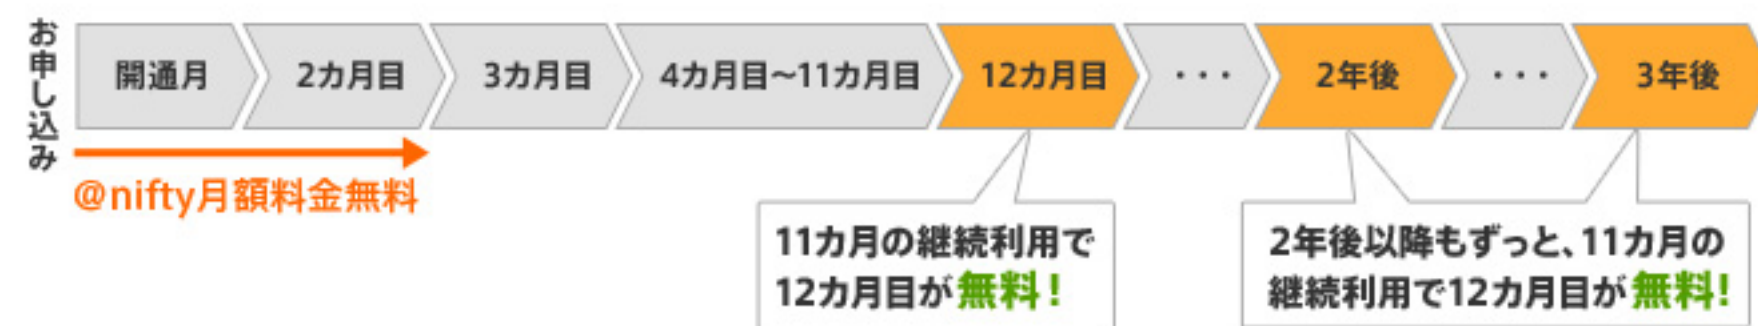 お申し込み
開通月
2カ月目
3カ月目
4カ月目～11カ月目
12カ月目
・・・
2年後
・・・
3年後
@nifty月額料金無料
11カ月の継続利用で
12カ月目が無料!
2年後以降もずっと、11カ月の
継続利用で12カ月目が無料!